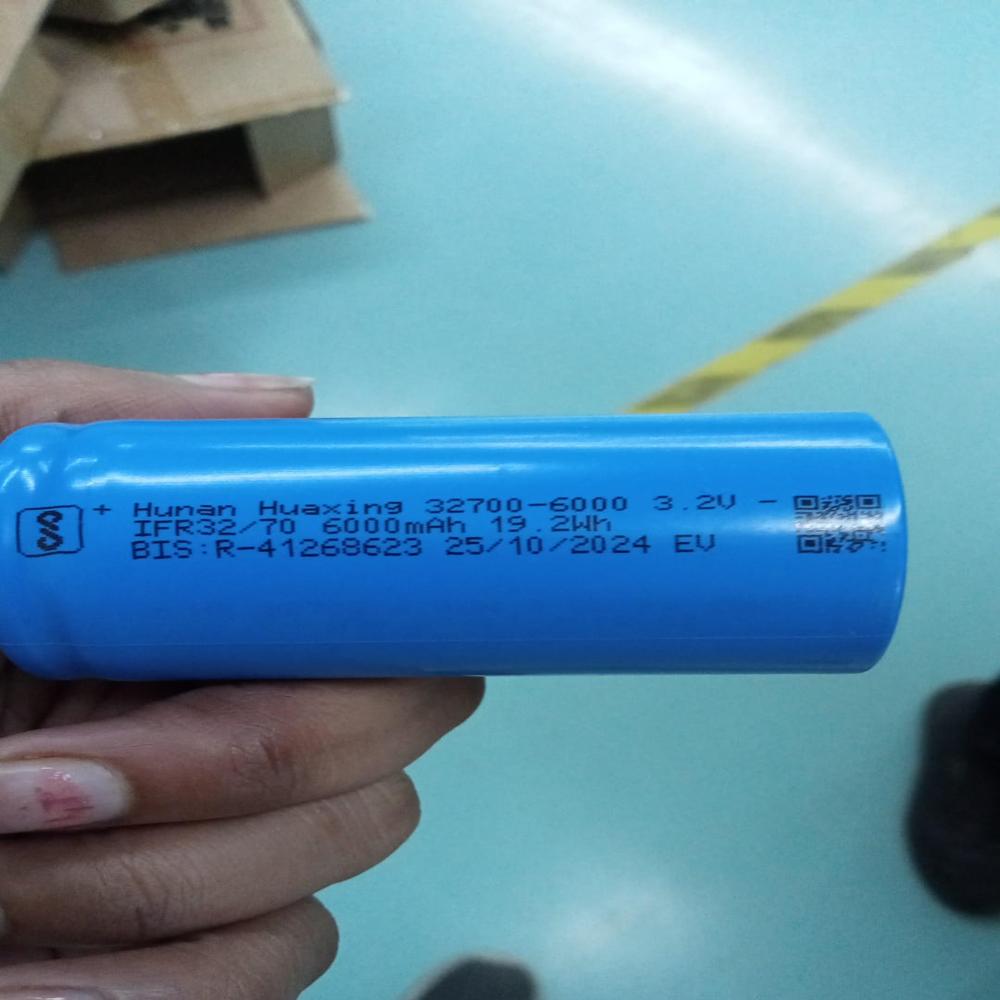 + Hunan Huaxing 32700-6000 3.2V -
IFR32/70 6000mAh 19.2Wh
BIS:R-41268623 25/10/2024 EV